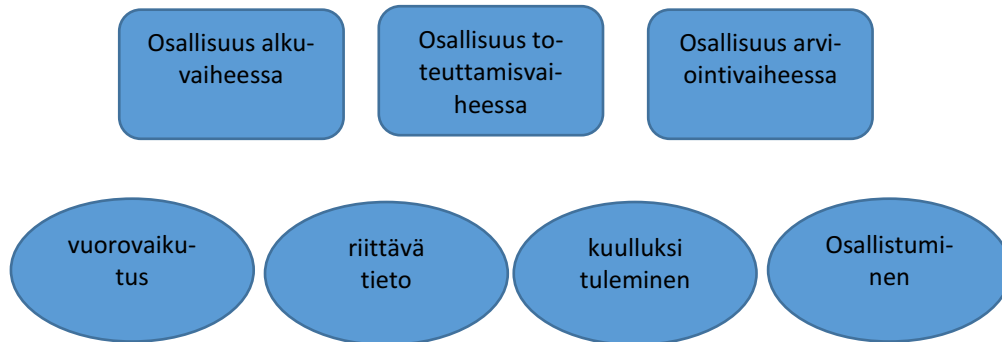 Osallisuus alku-
vaiheessa
Osallisuus to-
teuttamisvai-
heessa
Osallisuus arvi-
ointivaiheessa
vuorovaiku-
tus
riittävä
tieto
kuulluksi
tuleminen
Osallistumi-
nen